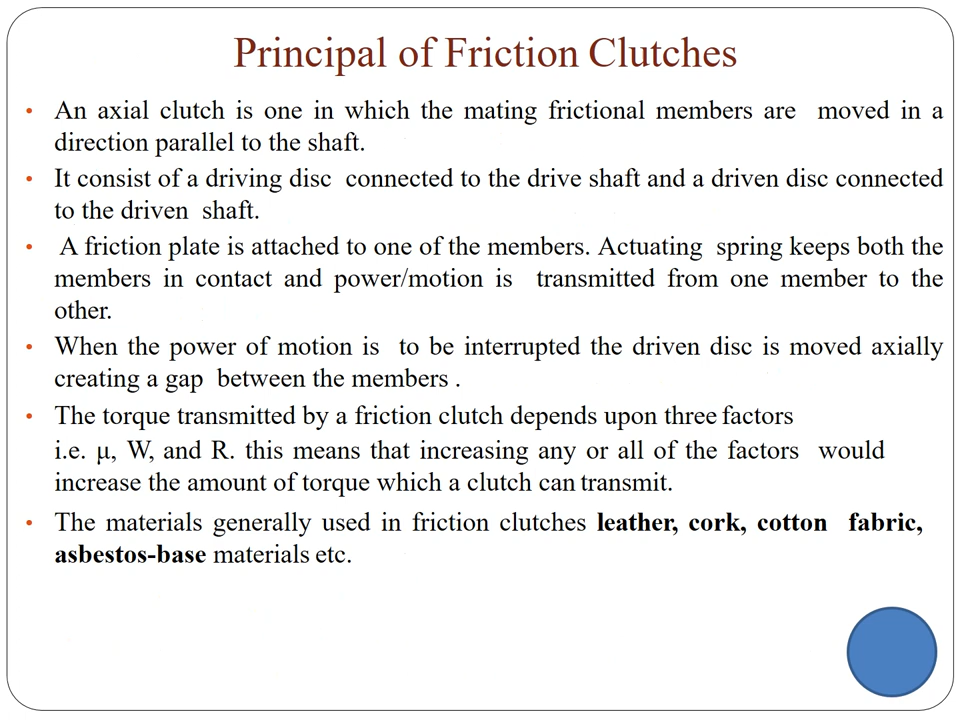 Principal of Friction Clutches
• An axial clutch is one in which the mating frictional members are moved in a
direction parallel to the shaft.
• It consist of a driving disc connected to the drive shaft and a driven disc connected
to the driven shaft.
• A friction plate is attached to one of the members. Actuating spring keeps both the
members in contact and power/motion is transmitted from one member to the
other.
• When the power of motion is to be interrupted the driven disc is moved axially
creating a gap between the members .
• The torque transmitted by a friction clutch depends upon three factors
i.e. μ, W, and R. this means that increasing any or all of the factors would
increase the amount of torque which a clutch can transmit.
• The materials generally used in friction clutches leather, cork, cotton fabric,
asbestos-base materials etc.